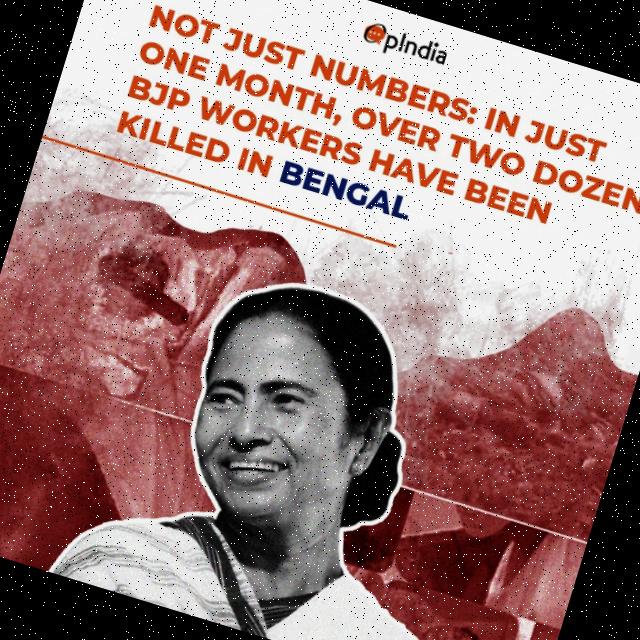 OpIndia
NOT JUST NUMBERS: IN JUST
ONE MONTH, OVER TWO DOZEN
BJP WORKERS HAVE BEEN
KILLED IN BENGAL